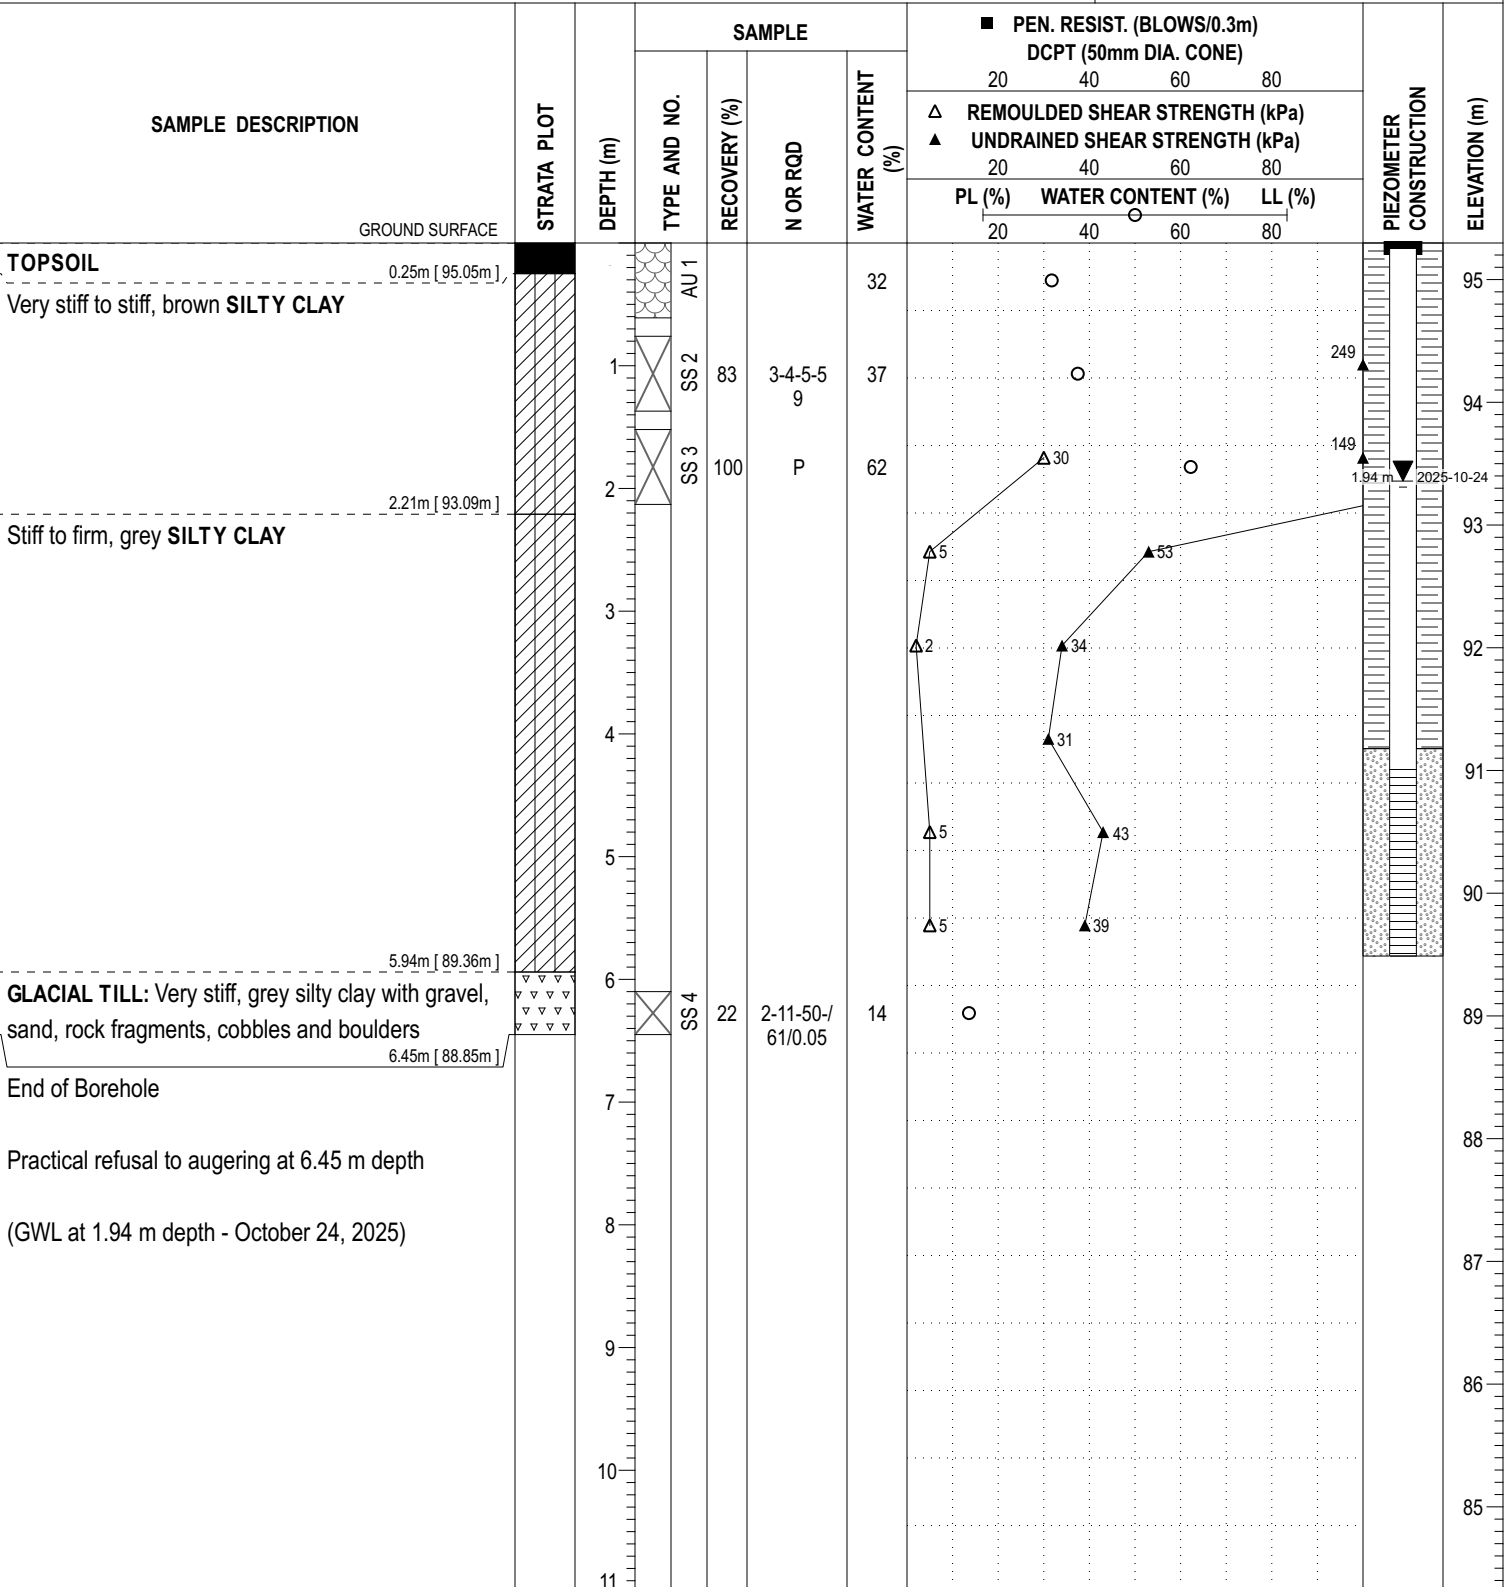 SAMPLE DESCRIPTION
GROUND SURFACE
STRATA PLOT
DEPTH (m)
SAMPLE
TYPE AND NO.
RECOVERY (%)
N OR RQD
WATER CONTENT (%)
■ PEN. RESIST. (BLOWS/0.3m)
DCPT (50mm DIA. CONE)
20 40 60 80
△ REMOULDED SHEAR STRENGTH (kPa)
▲ UNDRAINED SHEAR STRENGTH (kPa)
20 40 60 80
PL (%) WATER CONTENT (%) LL (%)
20 40 60 80
PIEZOMETER CONSTRUCTION
ELEVATION (m)
TOPSOIL
0.25m [ 95.05m ]
Very stiff to stiff, brown SILTY CLAY
2.21m [ 93.09m ]
Stiff to firm, grey SILTY CLAY
5.94m [ 89.36m ]
GLACIAL TILL: Very stiff, grey silty clay with gravel,
sand, rock fragments, cobbles and boulders
6.45m [ 88.85m ]
End of Borehole
Practical refusal to augering at 6.45 m depth
(GWL at 1.94 m depth - October 24, 2025)
1
2
3
4
5
6
7
8
9
10
11
AU 1
32
SS 2
83
3-4-5-5
9
37
SS 3
100
P
62
SS 4
22
2-11-50-/
61/0.05
14
249
149
30
5
53
2
34
31
5
43
5
39
1.94 m
2025-10-24
95
94
93
92
91
90
89
88
87
86
85